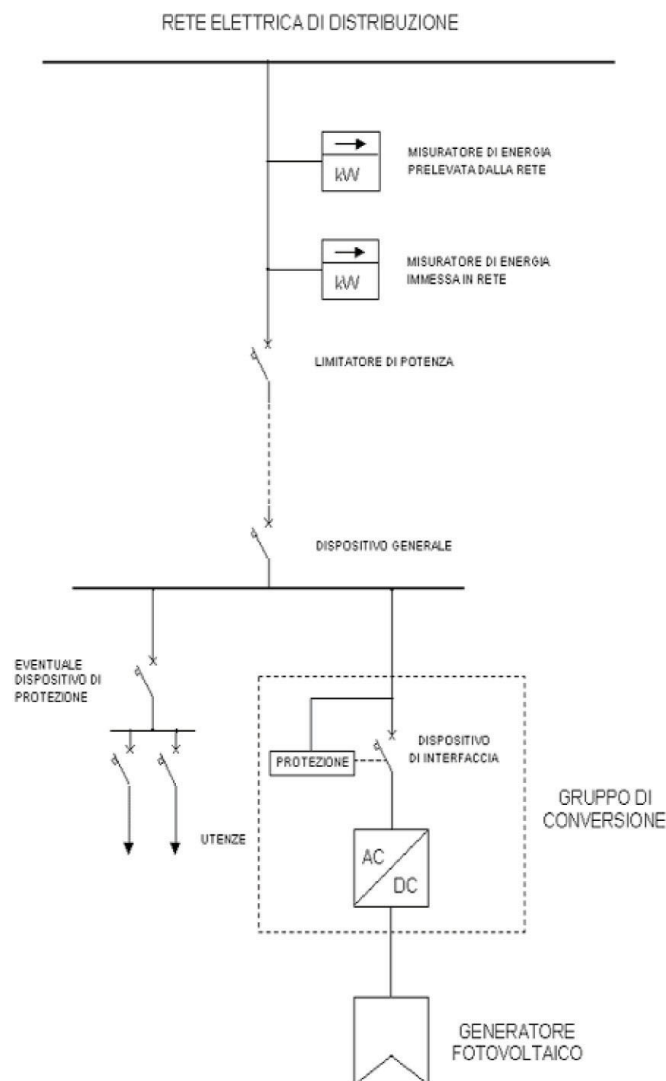 RETE ELETTRICA DI DISTRIBUZIONE
kW
MISURATORE DI ENERGIA
PRELEVATA DALLA RETE
kW
MISURATORE DI ENERGIA
IMMESSA IN RETE
LIMITATORE DI POTENZA
DISPOSITIVO GENERALE
EVENTUALE
DISPOSITIVO DI
PROTEZIONE
UTENZE
PROTEZIONE
DISPOSITIVO
DI INTERFACCIA
AC
DC
GRUPPO DI
CONVERSIONE
GENERATORE
FOTOVOLTAICO